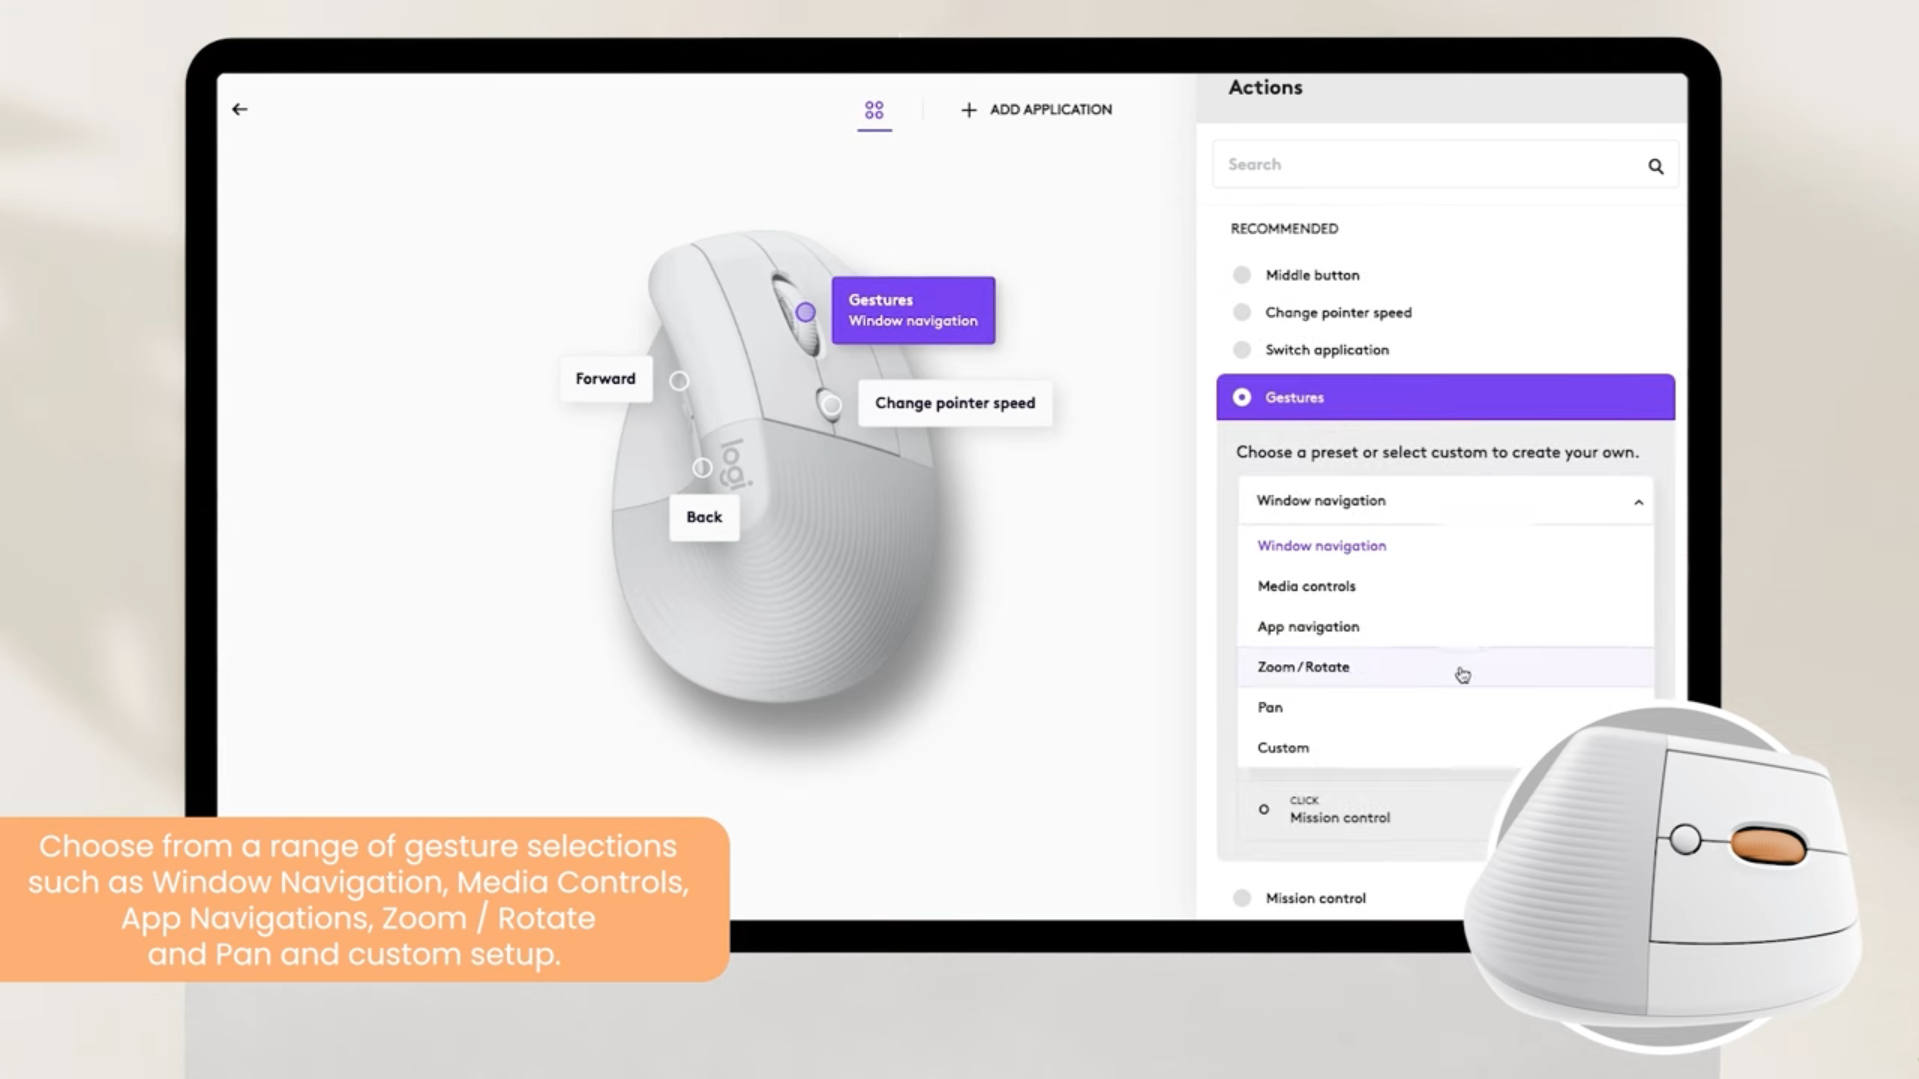 ADD APPLICATION
Gestures
Window navigation
Forward
Change pointer speed
logi
Back
Actions
Search
RECOMMENDED
Middle button
Change pointer speed
Switch application
Gestures
Choose a preset or select custom to create your own.
Window navigation
Window navigation
Media controls
App navigation
Zoom / Rotate
Pan
Custom
CLICK
Mission control
Mission control
Choose from a range of gesture selections
such as Window Navigation, Media Controls,
App Navigations, Zoom / Rotate
and Pan and custom setup.